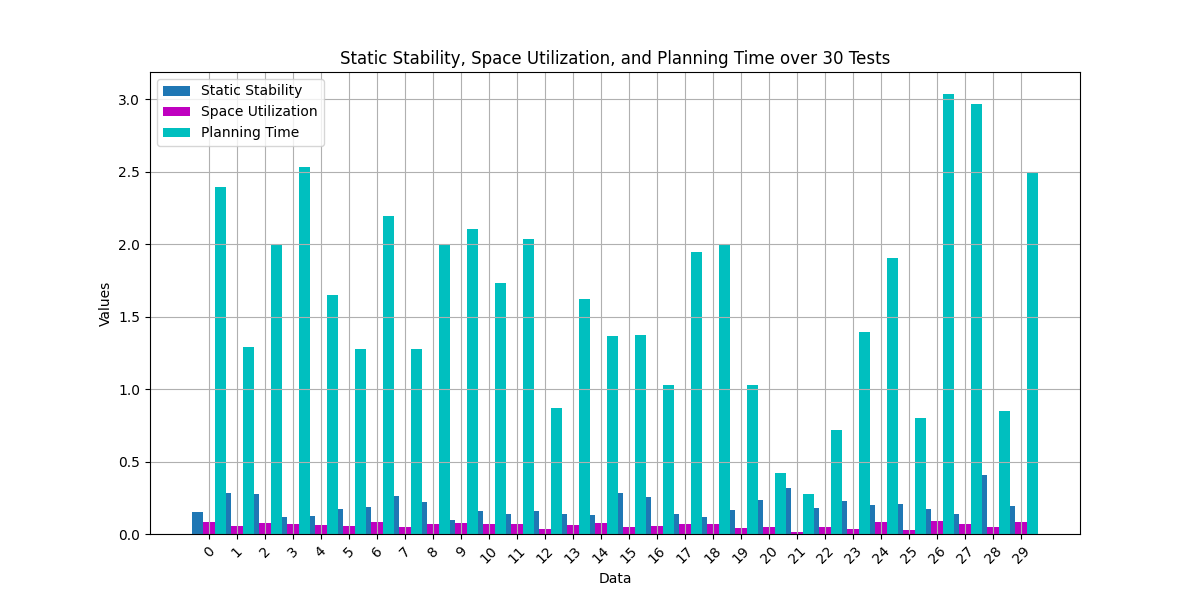 Static Stability, Space Utilization, and Planning Time over 30 Tests
Static Stability
Space Utilization
Planning Time
3.0
2.5
2.0
1.5
1.0
0.5
0.0
Values
0 1 2 3 4 5 6 7 8 9 10 11 12 13 14 15 16 17 18 19 20 21 22 23 24 25 26 27 28 29
Data